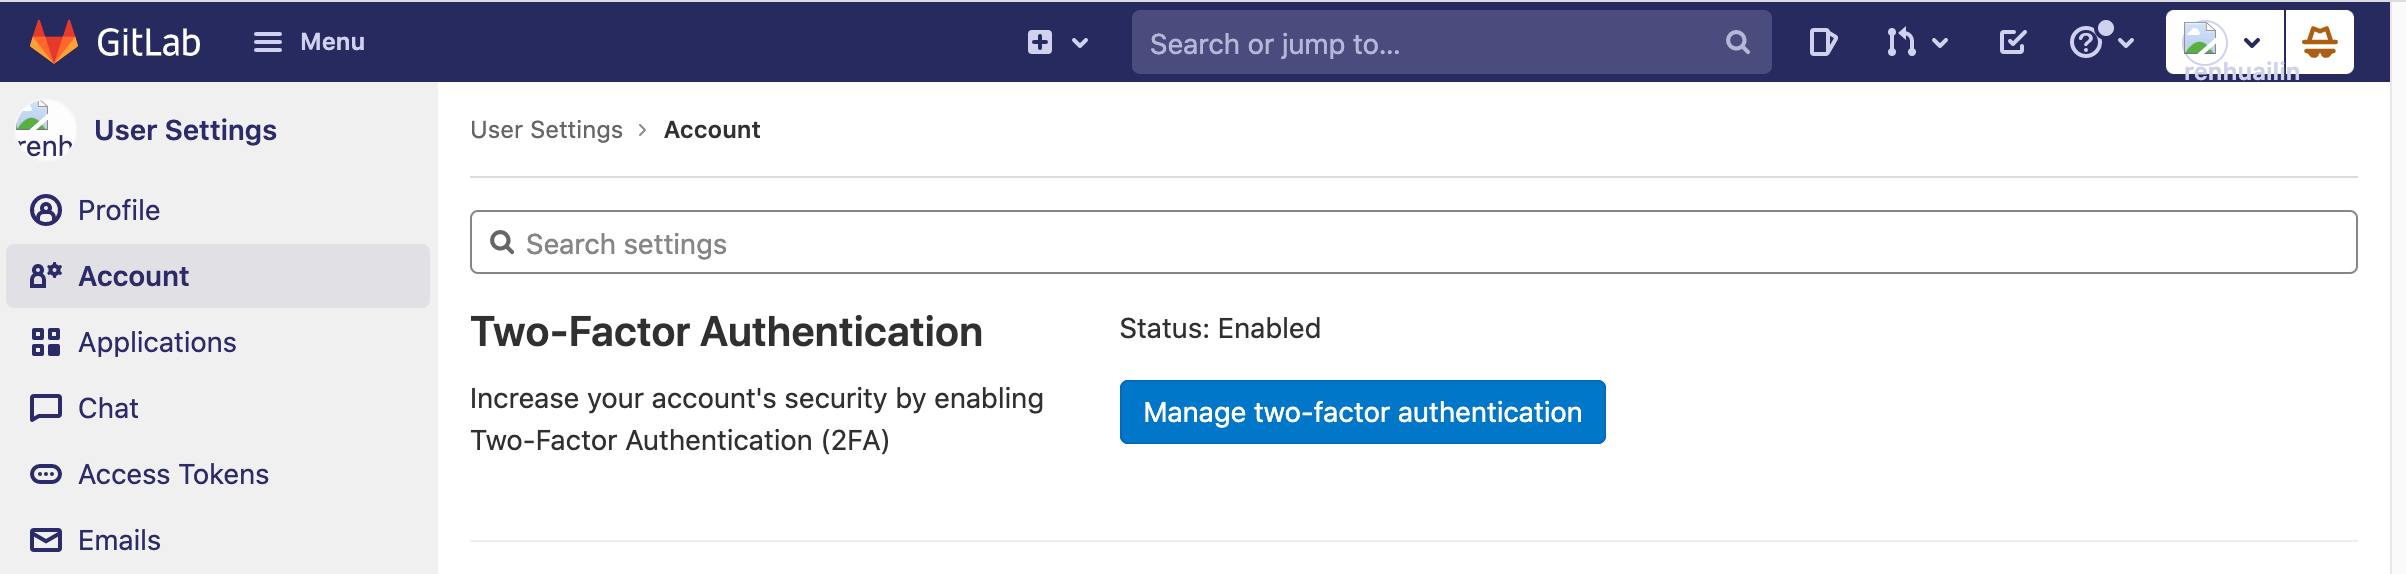 GitLab
Menu
Search or jump to...
renhuailin
renh
User Settings
Profile
Account
Applications
Chat
Access Tokens
Emails
User Settings › Account
Search settings
Two-Factor Authentication
Increase your account's security by enabling
Two-Factor Authentication (2FA)
Status: Enabled
Manage two-factor authentication